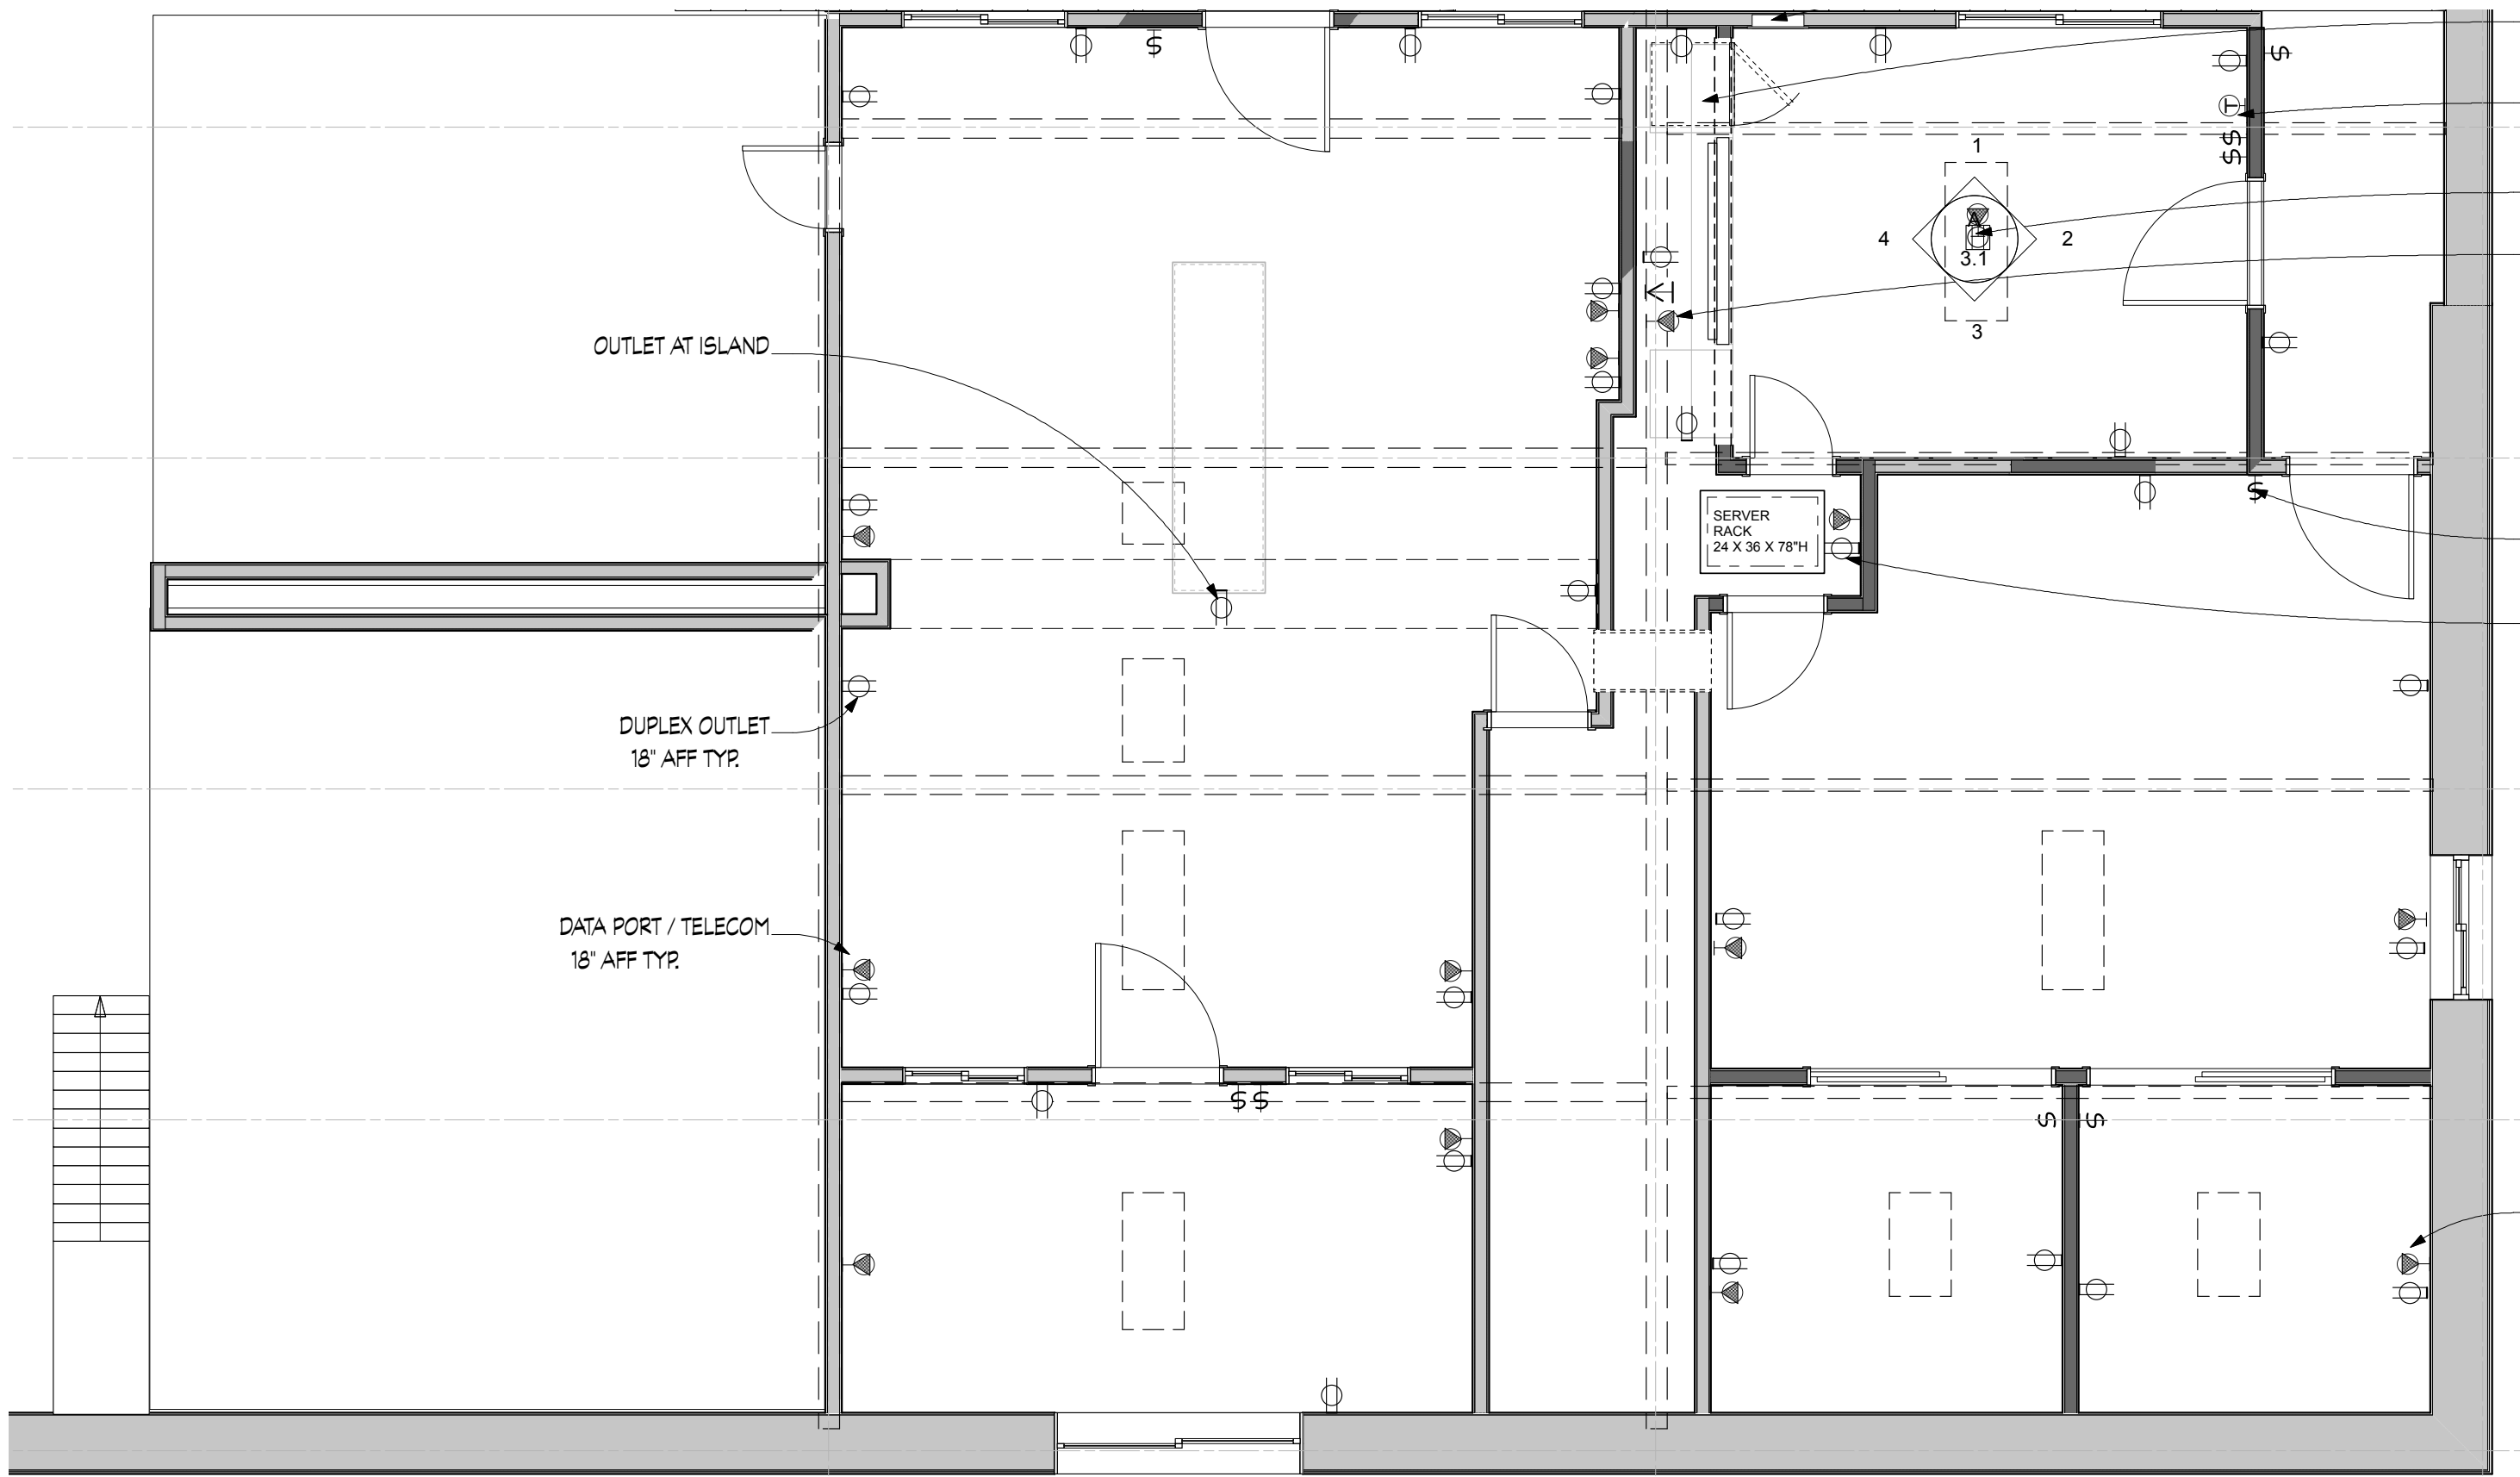 1
4
A
2
3.1
3
OUTLET AT ISLAND
SERVER
RACK
24 X 36 X 78"H
DUPLEX OUTLET
18" AFF TYP.
DATA PORT / TELECOM
18" AFF TYP.